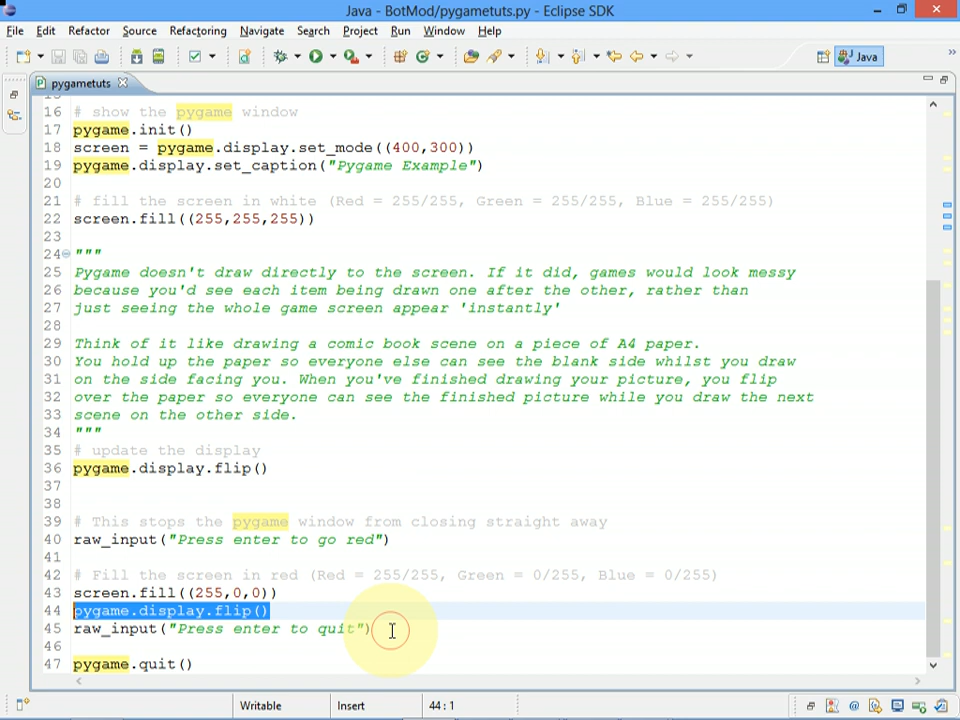 Java - BotMod/pygametuts.py - Eclipse SDK
File Edit Refactor Source Refactoring Navigate Search Project Run Window Help
Java
pygametuts
16 # show the pygame window
17 pygame.init()
18 screen = pygame.display.set_mode((400,300))
19 pygame.display.set_caption("Pygame Example")
20
21 # fill the screen in white (Red = 255/255, Green = 255/255, Blue = 255/255)
22 screen.fill((255,255,255))
23
24 """
25 Pygame doesn't draw directly to the screen. If it did, games would look messy
26 because you'd see each item being drawn one after the other, rather than
27 just seeing the whole game screen appear 'instantly'
28
29 Think of it like drawing a comic book scene on a piece of A4 paper.
30 You hold up the paper so everyone else can see the blank side whilst you draw
31 on the side facing you. When you've finished drawing your picture, you flip
32 over the paper so everyone can see the finished picture while you draw the next
33 scene on the other side.
34 """
35 # update the display
36 pygame.display.flip()
37
38
39 # This stops the pygame window from closing straight away
40 raw_input("Press enter to go red")
41
42 # Fill the screen in red (Red = 255/255, Green = 0/255, Blue = 0/255)
43 screen.fill((255,0,0))
44 pygame.display.flip()
45 raw_input("Press enter to quit")
46
47 pygame.quit()
Writable Insert 44 : 1